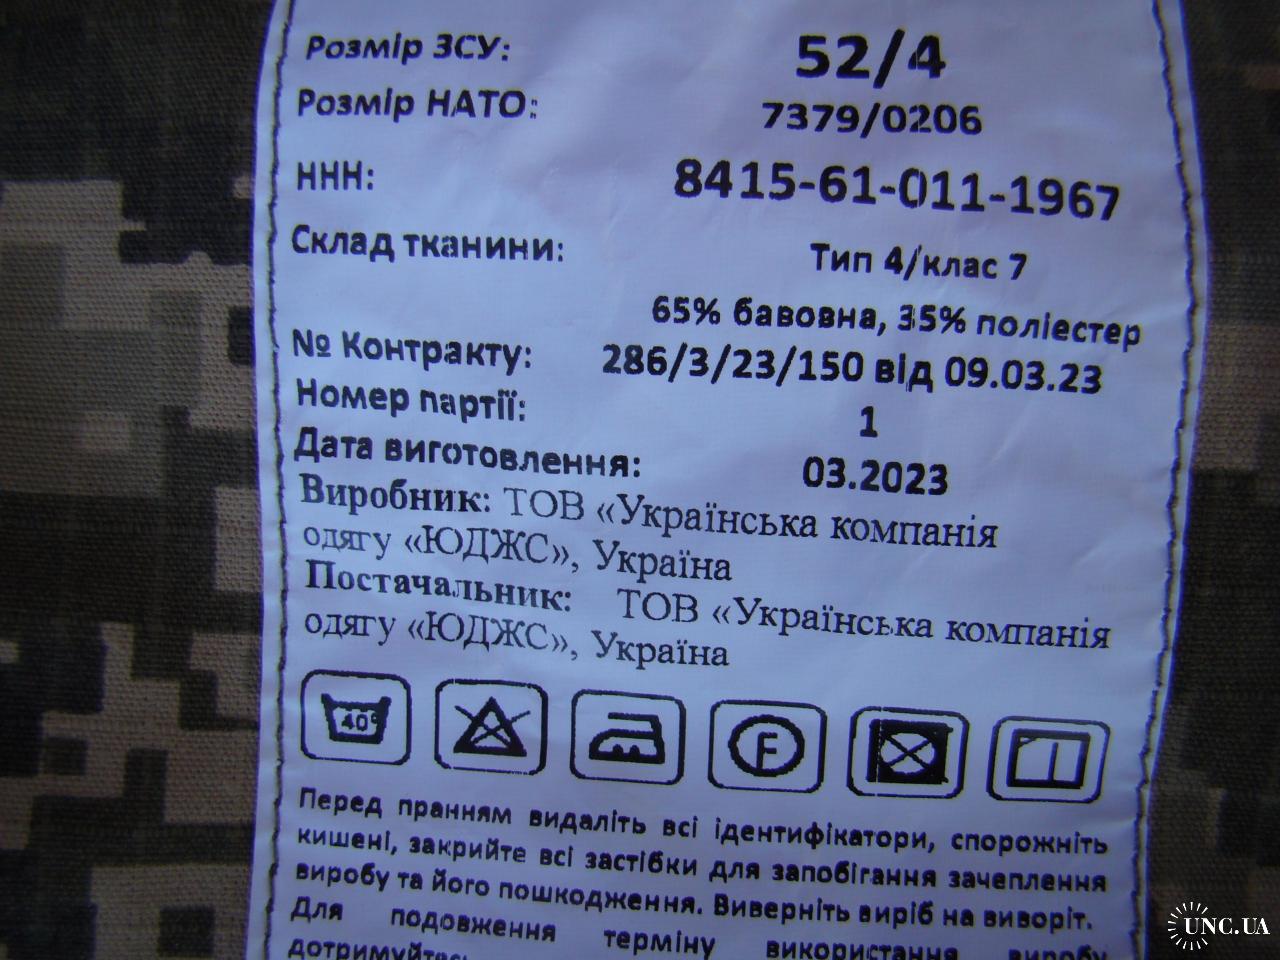 Розмір ЗСУ: 52/4
Розмір НАТО: 7379/0206
ННН: 8415-61-011-1967
Склад тканини: Тип 4/клас 7
65% бавовна, 35% поліестер
№ Контракту: 286/3/23/150 від 09.03.23
Номер партії: 1
Дата виготовлення: 03.2023
Виробник: ТОВ «Українська компанія
одягу «ЮДЖС», Україна
Постачальник: ТОВ «Українська компанія
одягу «ЮДЖС», Україна
40°
F
Перед пранням видаліть всі ідентифікатори, спорожніть
кишені, закрийте всі застібки для запобігання зачеплення
виробу та його пошкодження. Виверніть виріб на виворіт.
Для подовження терміну використання виробу
UNC.UA